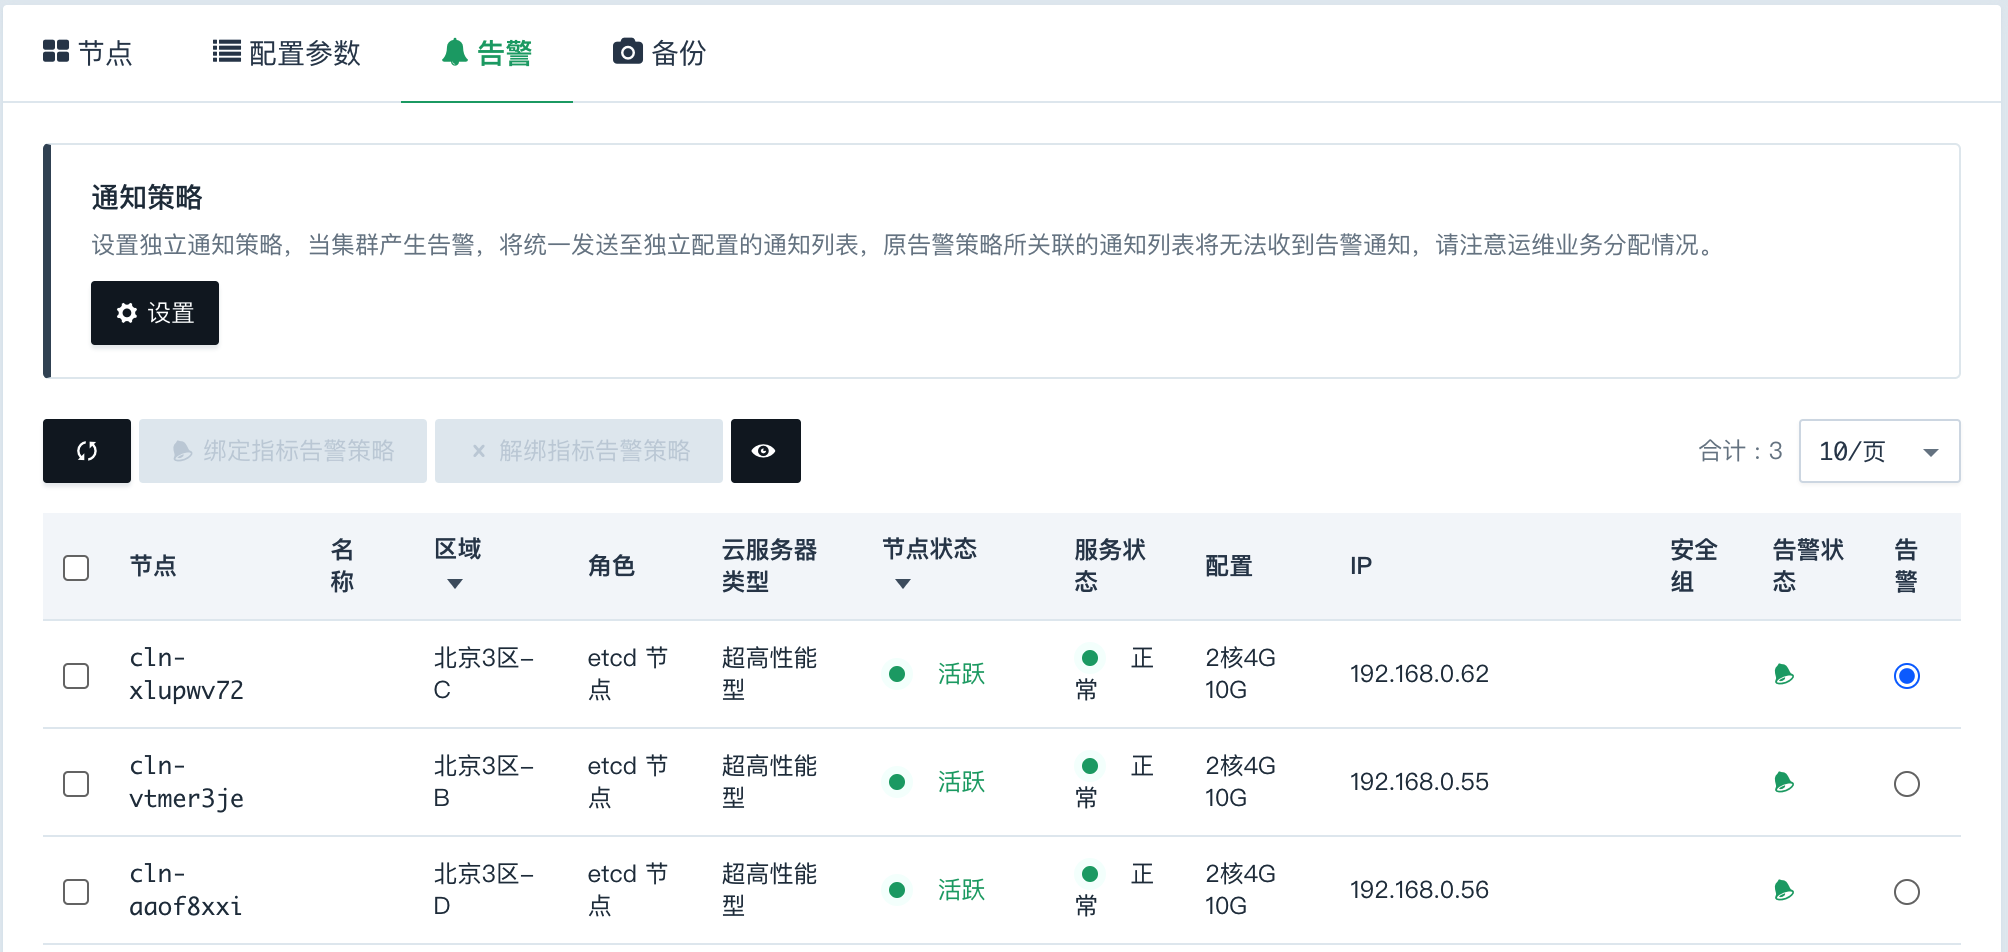 节点 配置参数 告警 备份
通知策略
设置独立通知策略，当集群产生告警，将统一发送至独立配置的通知列表，原告警策略所关联的通知列表将无法收到告警通知，请注意运维业务分配情况。
设置
绑定指标告警策略 × 解绑指标告警策略 合计：3 10/页
节点 名称 区域 角色 云服务器类型 节点状态 服务状态 配置 IP 安全组 告警状态 告警
cln-xlupwv72 北京3区-C etcd 节点 超高性能型 活跃 正常 2核4G 10G 192.168.0.62
cln-vtmer3je 北京3区-B etcd 节点 超高性能型 活跃 正常 2核4G 10G 192.168.0.55
cln-aaof8xxi 北京3区-D etcd 节点 超高性能型 活跃 正常 2核4G 10G 192.168.0.56